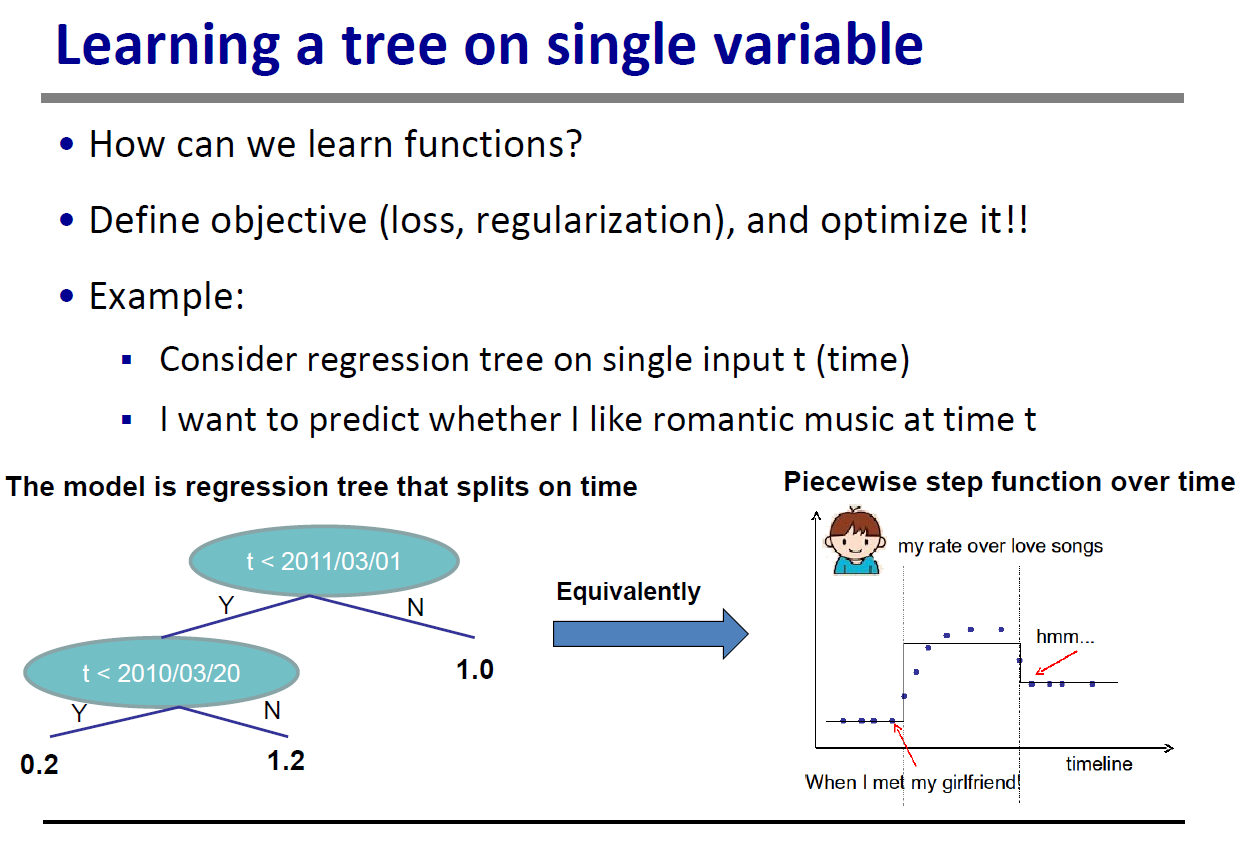 Learning a tree on single variable
• How can we learn functions?
• Define objective (loss, regularization), and optimize it!!
• Example:
▪ Consider regression tree on single input t (time)
▪ I want to predict whether I like romantic music at time t
The model is regression tree that splits on time
t < 2011/03/01
Y
N
t < 2010/03/20
1.0
Y
N
0.2
1.2
Equivalently
Piecewise step function over time
my rate over love songs
hmm...
timeline
When I met my girlfriend!